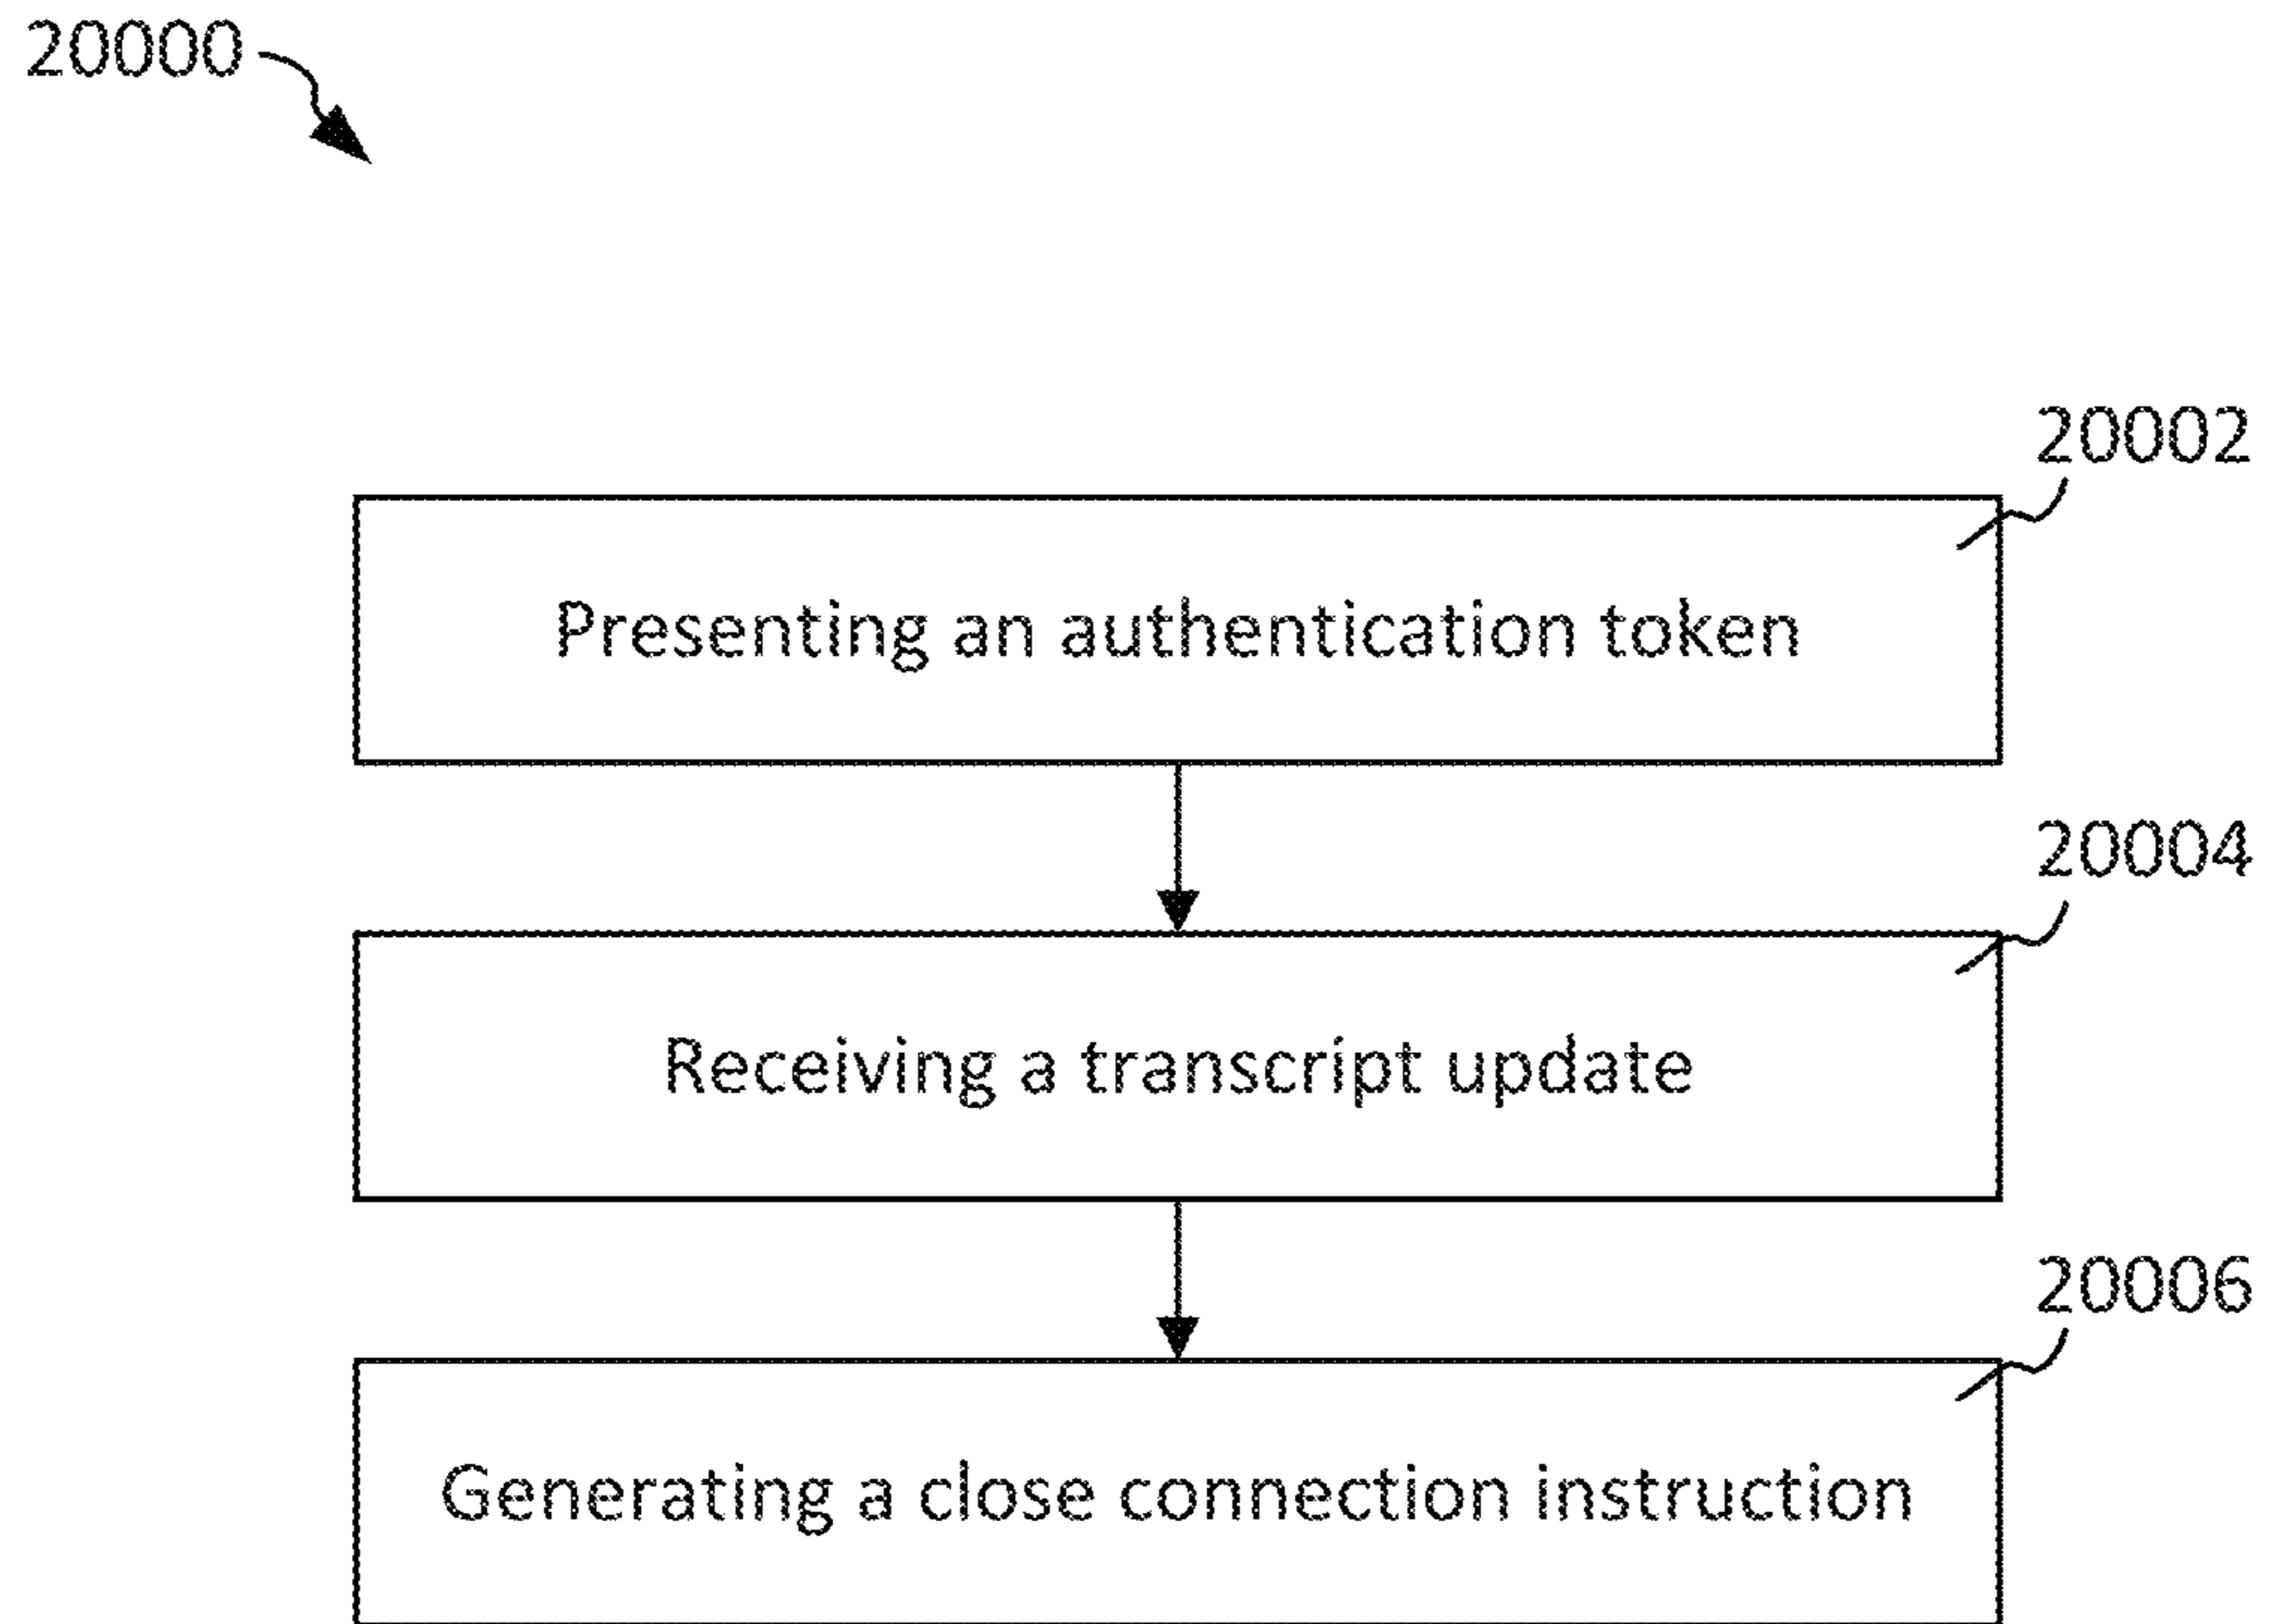 20000
20002
Presenting an authentication token
20004
Receiving a transcript update
20006
Generating a close connection instruction